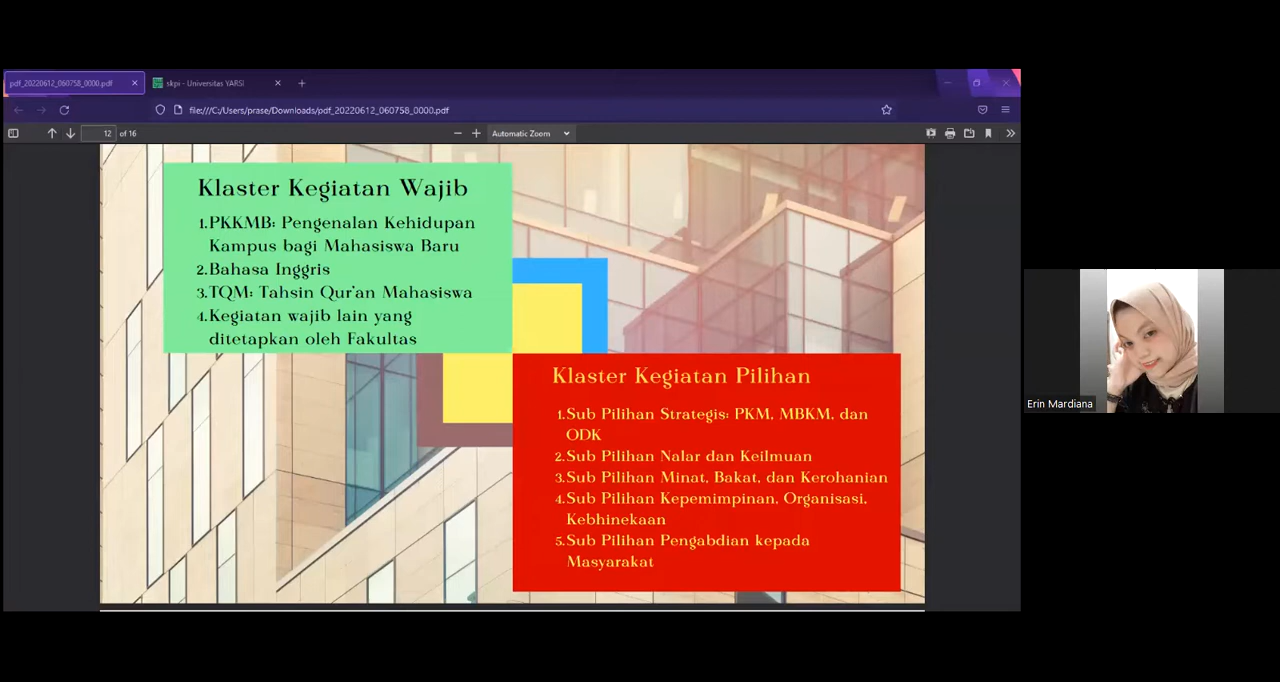 pdf_20220612_060758_0000.pdf
skpi - Universitas YARSI
file:///C:/Users/prase/Downloads/pdf_20220612_060758_0000.pdf
12 of 16
Automatic Zoom
Klaster Kegiatan Wajib
1.PKKMB: Pengenalan Kehidupan
Kampus bagi Mahasiswa Baru
2.Bahasa Inggris
3.TQM: Tahsin Qur'an Mahasiswa
4.Kegiatan wajib lain yang
ditetapkan oleh Fakultas
Klaster Kegiatan Pilihan
1.Sub Pilihan Strategis: PKM, MBKM, dan
ODK
2.Sub Pilihan Nalar dan Keilmuan
3.Sub Pilihan Minat, Bakat, dan Kerohanian
4.Sub Pilihan Kepemimpinan, Organisasi,
Kebhinekaan
5.Sub Pilihan Pengabdian kepada
Masyarakat
Erin Mardiana